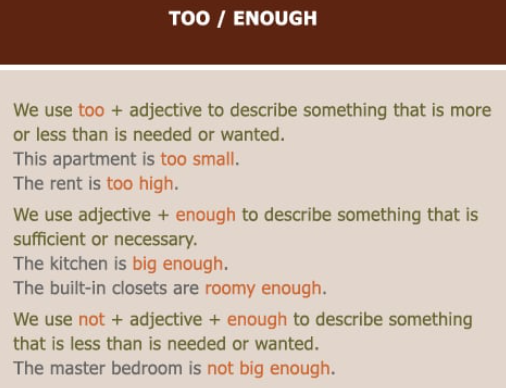 TOO / ENOUGH
We use too + adjective to describe something that is more
or less than is needed or wanted.
This apartment is too small.
The rent is too high.
We use adjective + enough to describe something that is
sufficient or necessary.
The kitchen is big enough.
The built-in closets are roomy enough.
We use not + adjective + enough to describe something
that is less than is needed or wanted.
The master bedroom is not big enough.